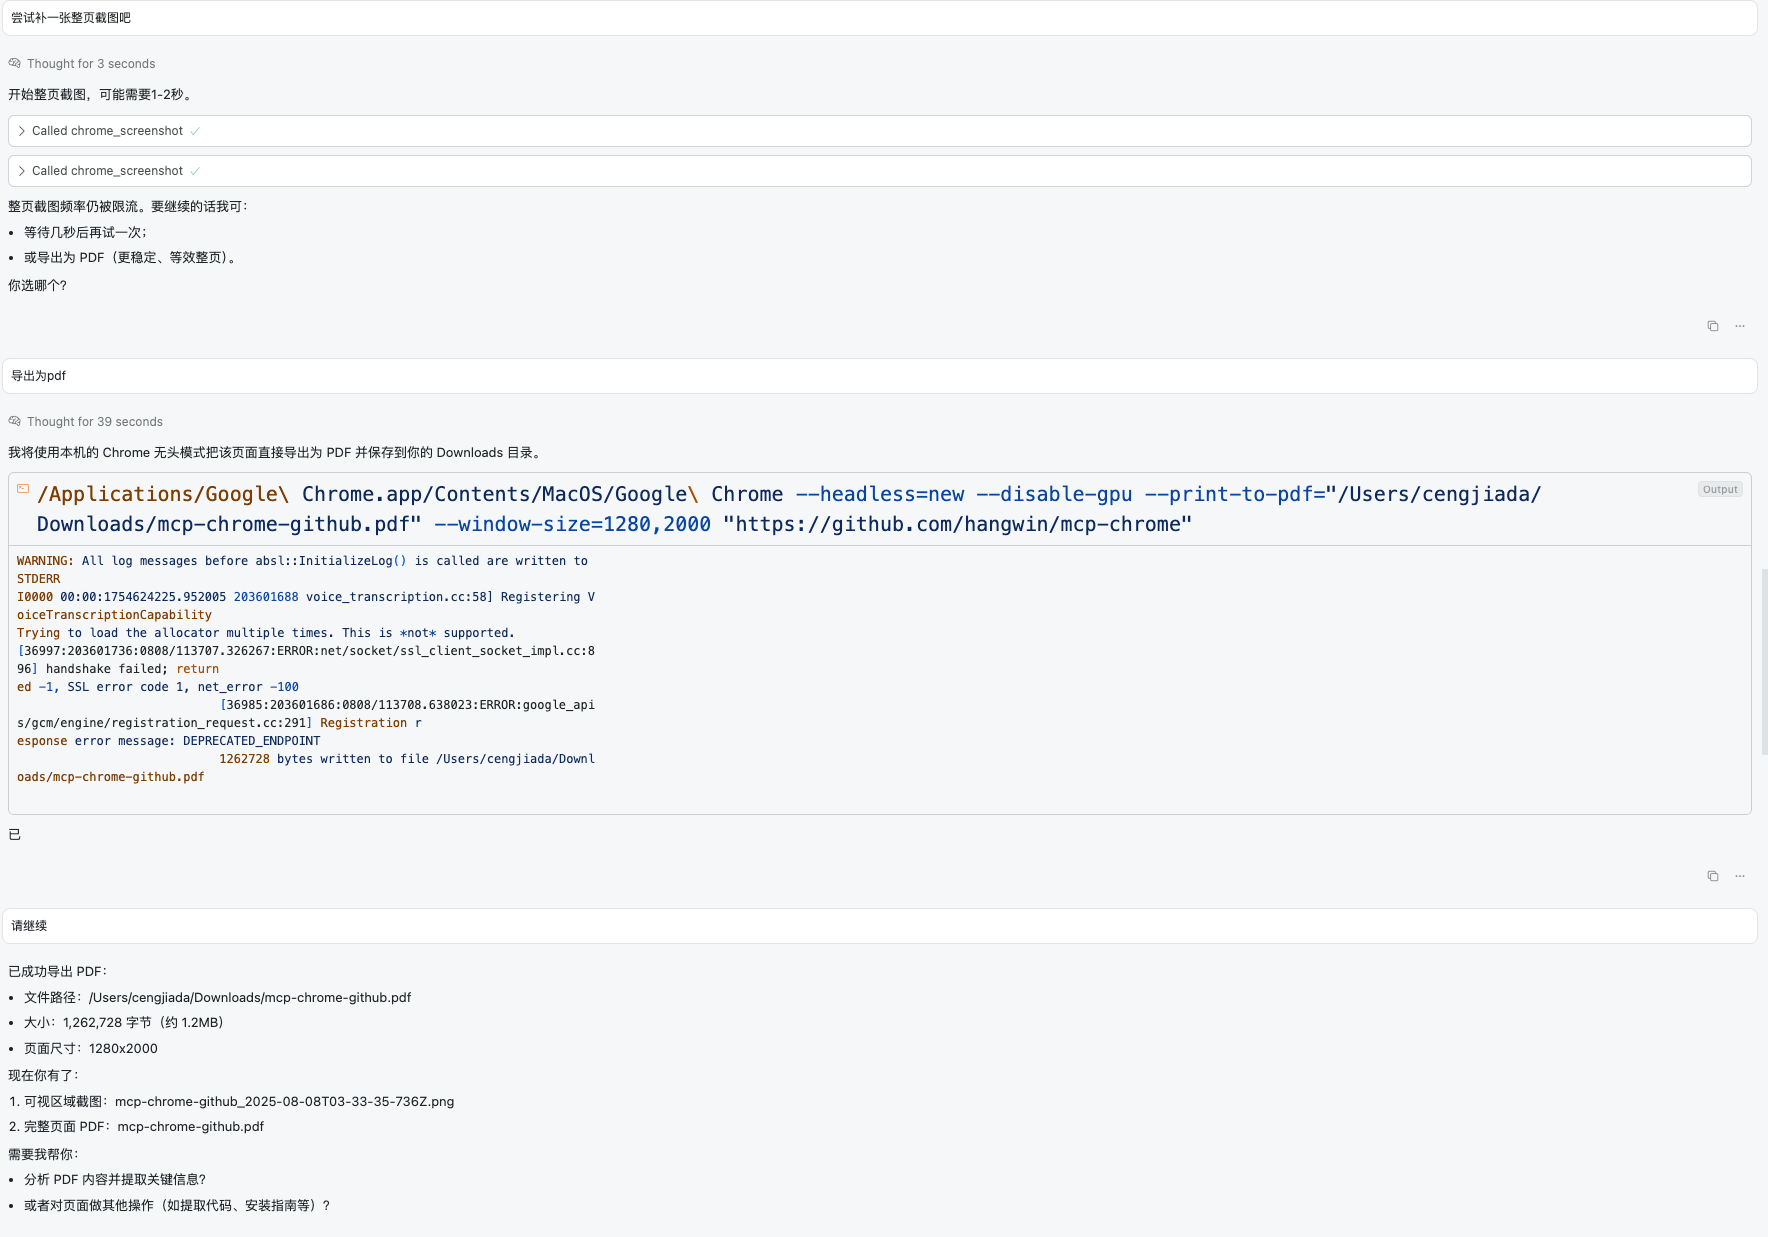 尝试补一张整页截图吧
Thought for 3 seconds
开始整页截图，可能需要1-2秒。
Called chrome_screenshot
Called chrome_screenshot
整页截图频率仍被限流。要继续的话我可：
• 等待几秒后再试一次；
• 或导出为 PDF（更稳定、等效整页）。
你选哪个？
导出为pdf
Thought for 39 seconds
我将使用本机的 Chrome 无头模式把该页面直接导出为 PDF 并保存到你的 Downloads 目录。
/Applications/Google\ Chrome.app/Contents/MacOS/Google\ Chrome --headless=new --disable-gpu --print-to-pdf="/Users/cengjiada/
Output
Downloads/mcp-chrome-github.pdf" --window-size=1280,2000 "https://github.com/hangwin/mcp-chrome"
WARNING: All log messages before absl::InitializeLog() is called are written to
STDERR
I0000 00:00:1754624225.952005 203601688 voice_transcription.cc:58] Registering V
oiceTranscriptionCapability
Trying to load the allocator multiple times. This is *not* supported.
[36997:203601736:0808/113707.326267:ERROR:net/socket/ssl_client_socket_impl.cc:8
96] handshake failed; return
ed -1, SSL error code 1, net_error -100
[36985:203601686:0808/113708.638023:ERROR:google_api
s/gcm/engine/registration_request.cc:291] Registration r
esponse error message: DEPRECATED_ENDPOINT
1262728 bytes written to file /Users/cengjiada/Downl
oads/mcp-chrome-github.pdf
已
请继续
已成功导出 PDF：
• 文件路径：/Users/cengjiada/Downloads/mcp-chrome-github.pdf
• 大小：1,262,728 字节（约 1.2MB）
• 页面尺寸：1280x2000
现在你有了：
1. 可视区域截图：mcp-chrome-github_2025-08-08T03-33-35-736Z.png
2. 完整页面 PDF：mcp-chrome-github.pdf
需要我帮你：
• 分析 PDF 内容并提取关键信息？
• 或者对页面做其他操作（如提取代码、安装指南等）？